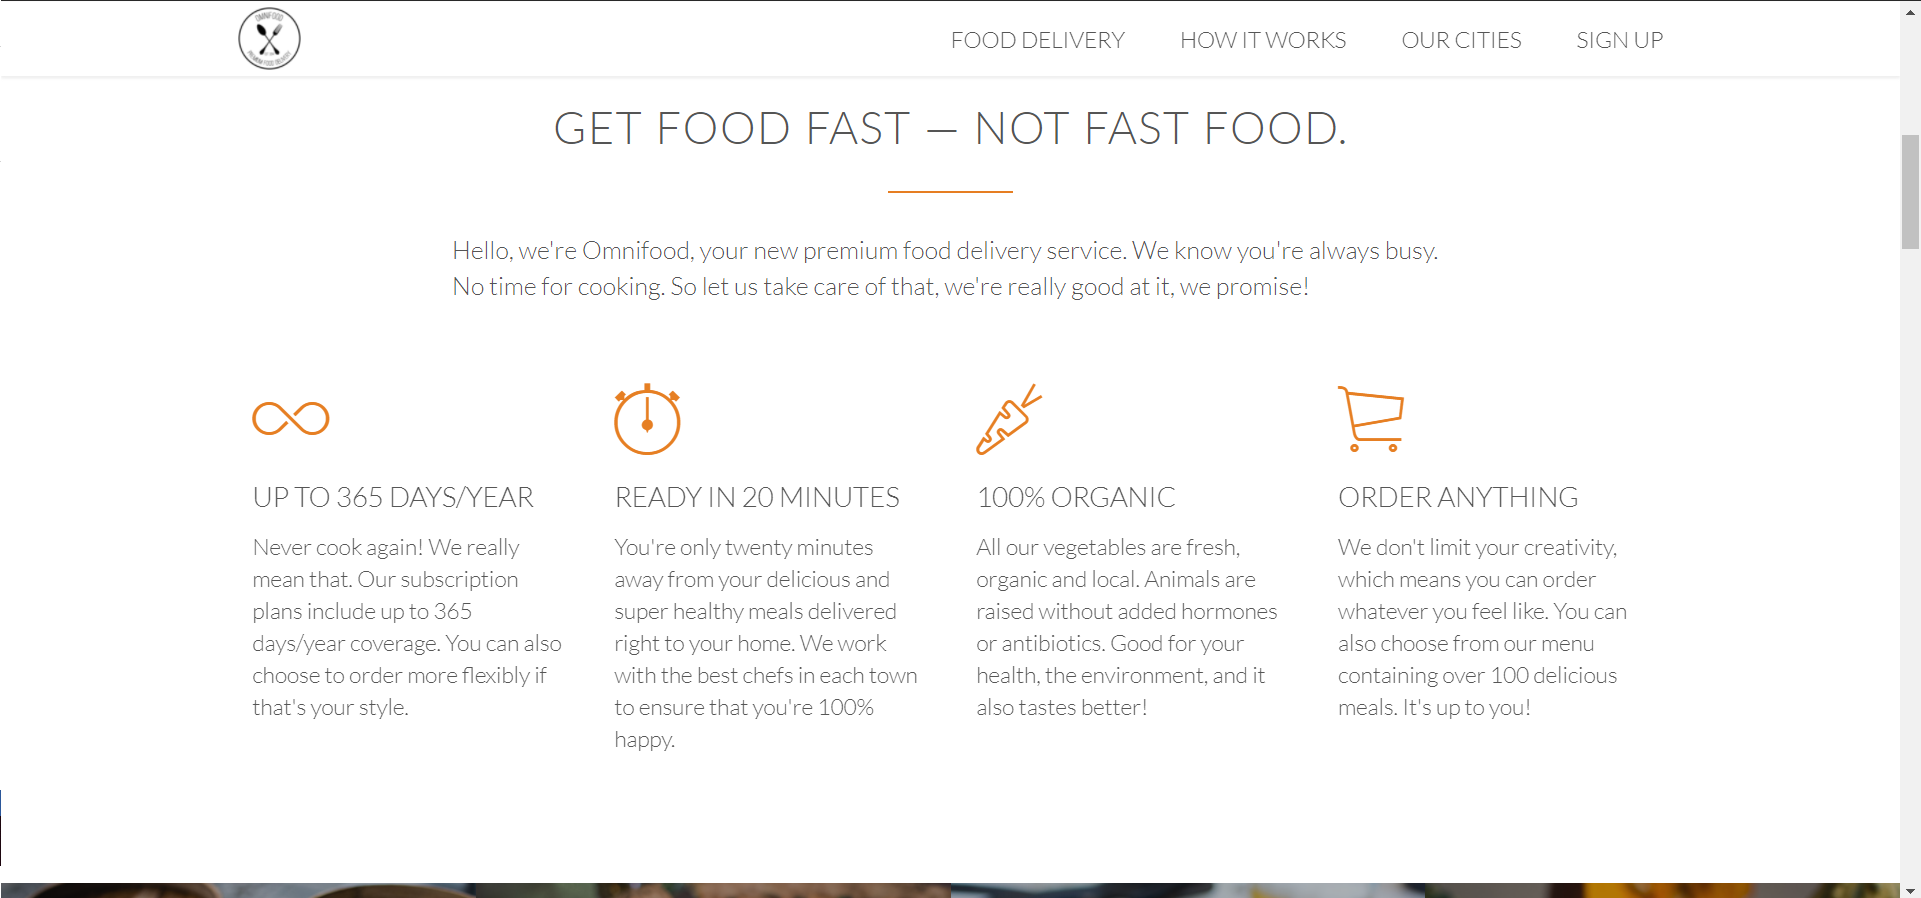 OMNIFOOD
FOOD DELIVERY HOW IT WORKS OUR CITIES SIGN UP
GET FOOD FAST — NOT FAST FOOD.
Hello, we're Omnifood, your new premium food delivery service. We know you're always busy.
No time for cooking. So let us take care of that, we're really good at it, we promise!
UP TO 365 DAYS/YEAR
Never cook again! We really
mean that. Our subscription
plans include up to 365
days/year coverage. You can also
choose to order more flexibly if
that's your style.
READY IN 20 MINUTES
You're only twenty minutes
away from your delicious and
super healthy meals delivered
right to your home. We work
with the best chefs in each town
to ensure that you're 100%
happy.
100% ORGANIC
All our vegetables are fresh,
organic and local. Animals are
raised without added hormones
or antibiotics. Good for your
health, the environment, and it
also tastes better!
ORDER ANYTHING
We don't limit your creativity,
which means you can order
whatever you feel like. You can
also choose from our menu
containing over 100 delicious
meals. It's up to you!